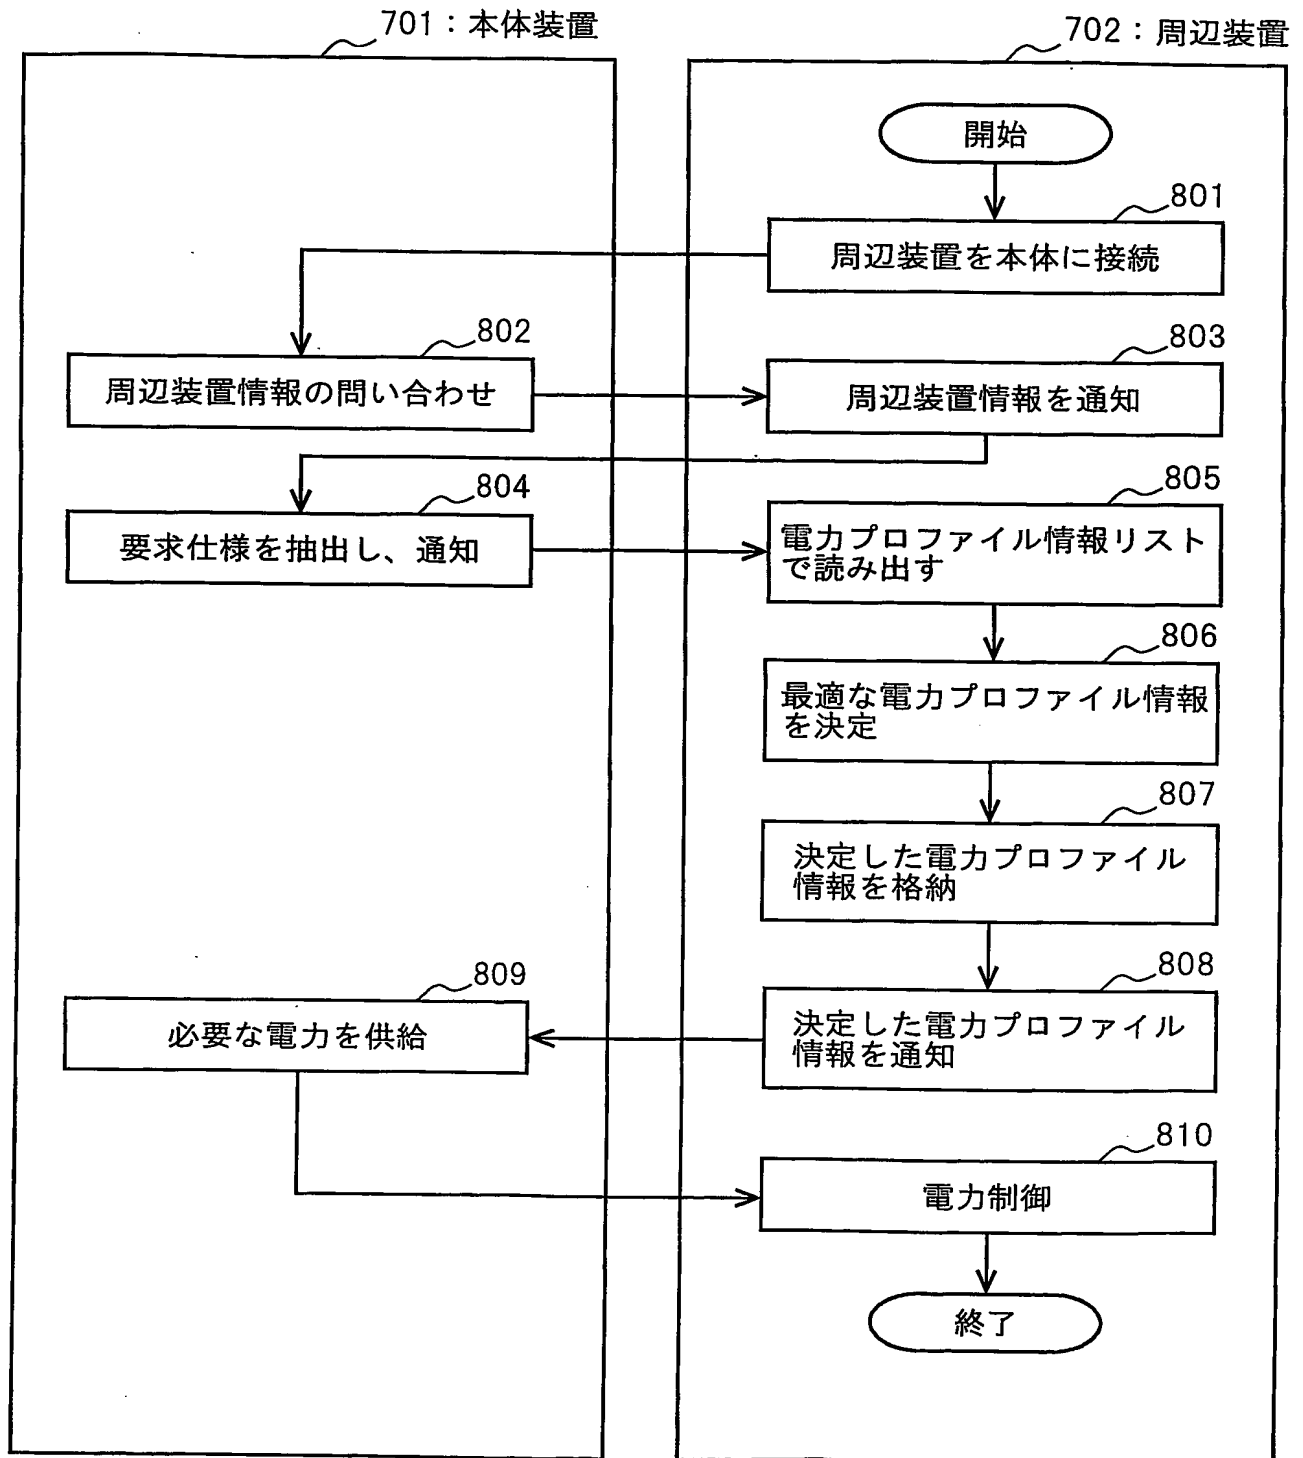 701：本体装置
702：周辺装置
開始
801
周辺装置を本体に接続
802
周辺装置情報の問い合わせ
803
周辺装置情報を通知
804
要求仕様を抽出し、通知
805
電力プロファイル情報リスト
で読み出す
806
最適な電力プロファイル情報
を決定
807
決定した電力プロファイル
情報を格納
808
決定した電力プロファイル
情報を通知
809
必要な電力を供給
810
電力制御
終了